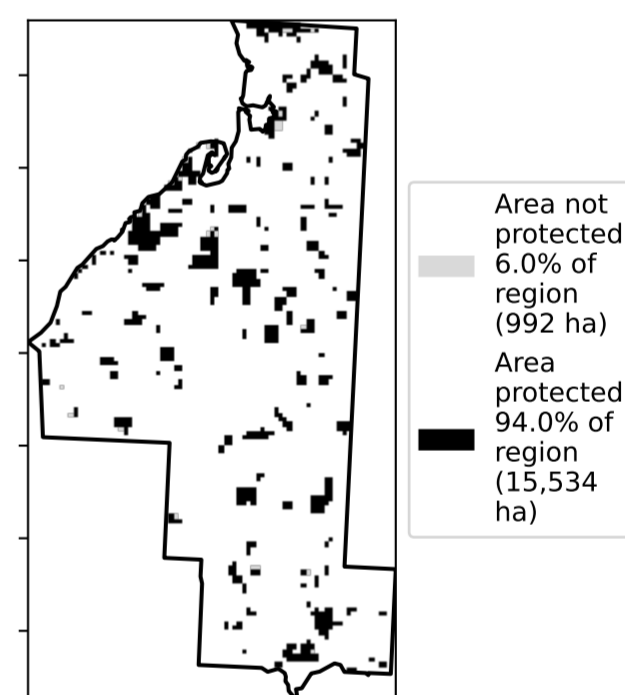 Area not
protected
6.0% of
region
(992 ha)
Area
protected
94.0% of
region
(15,534
ha)